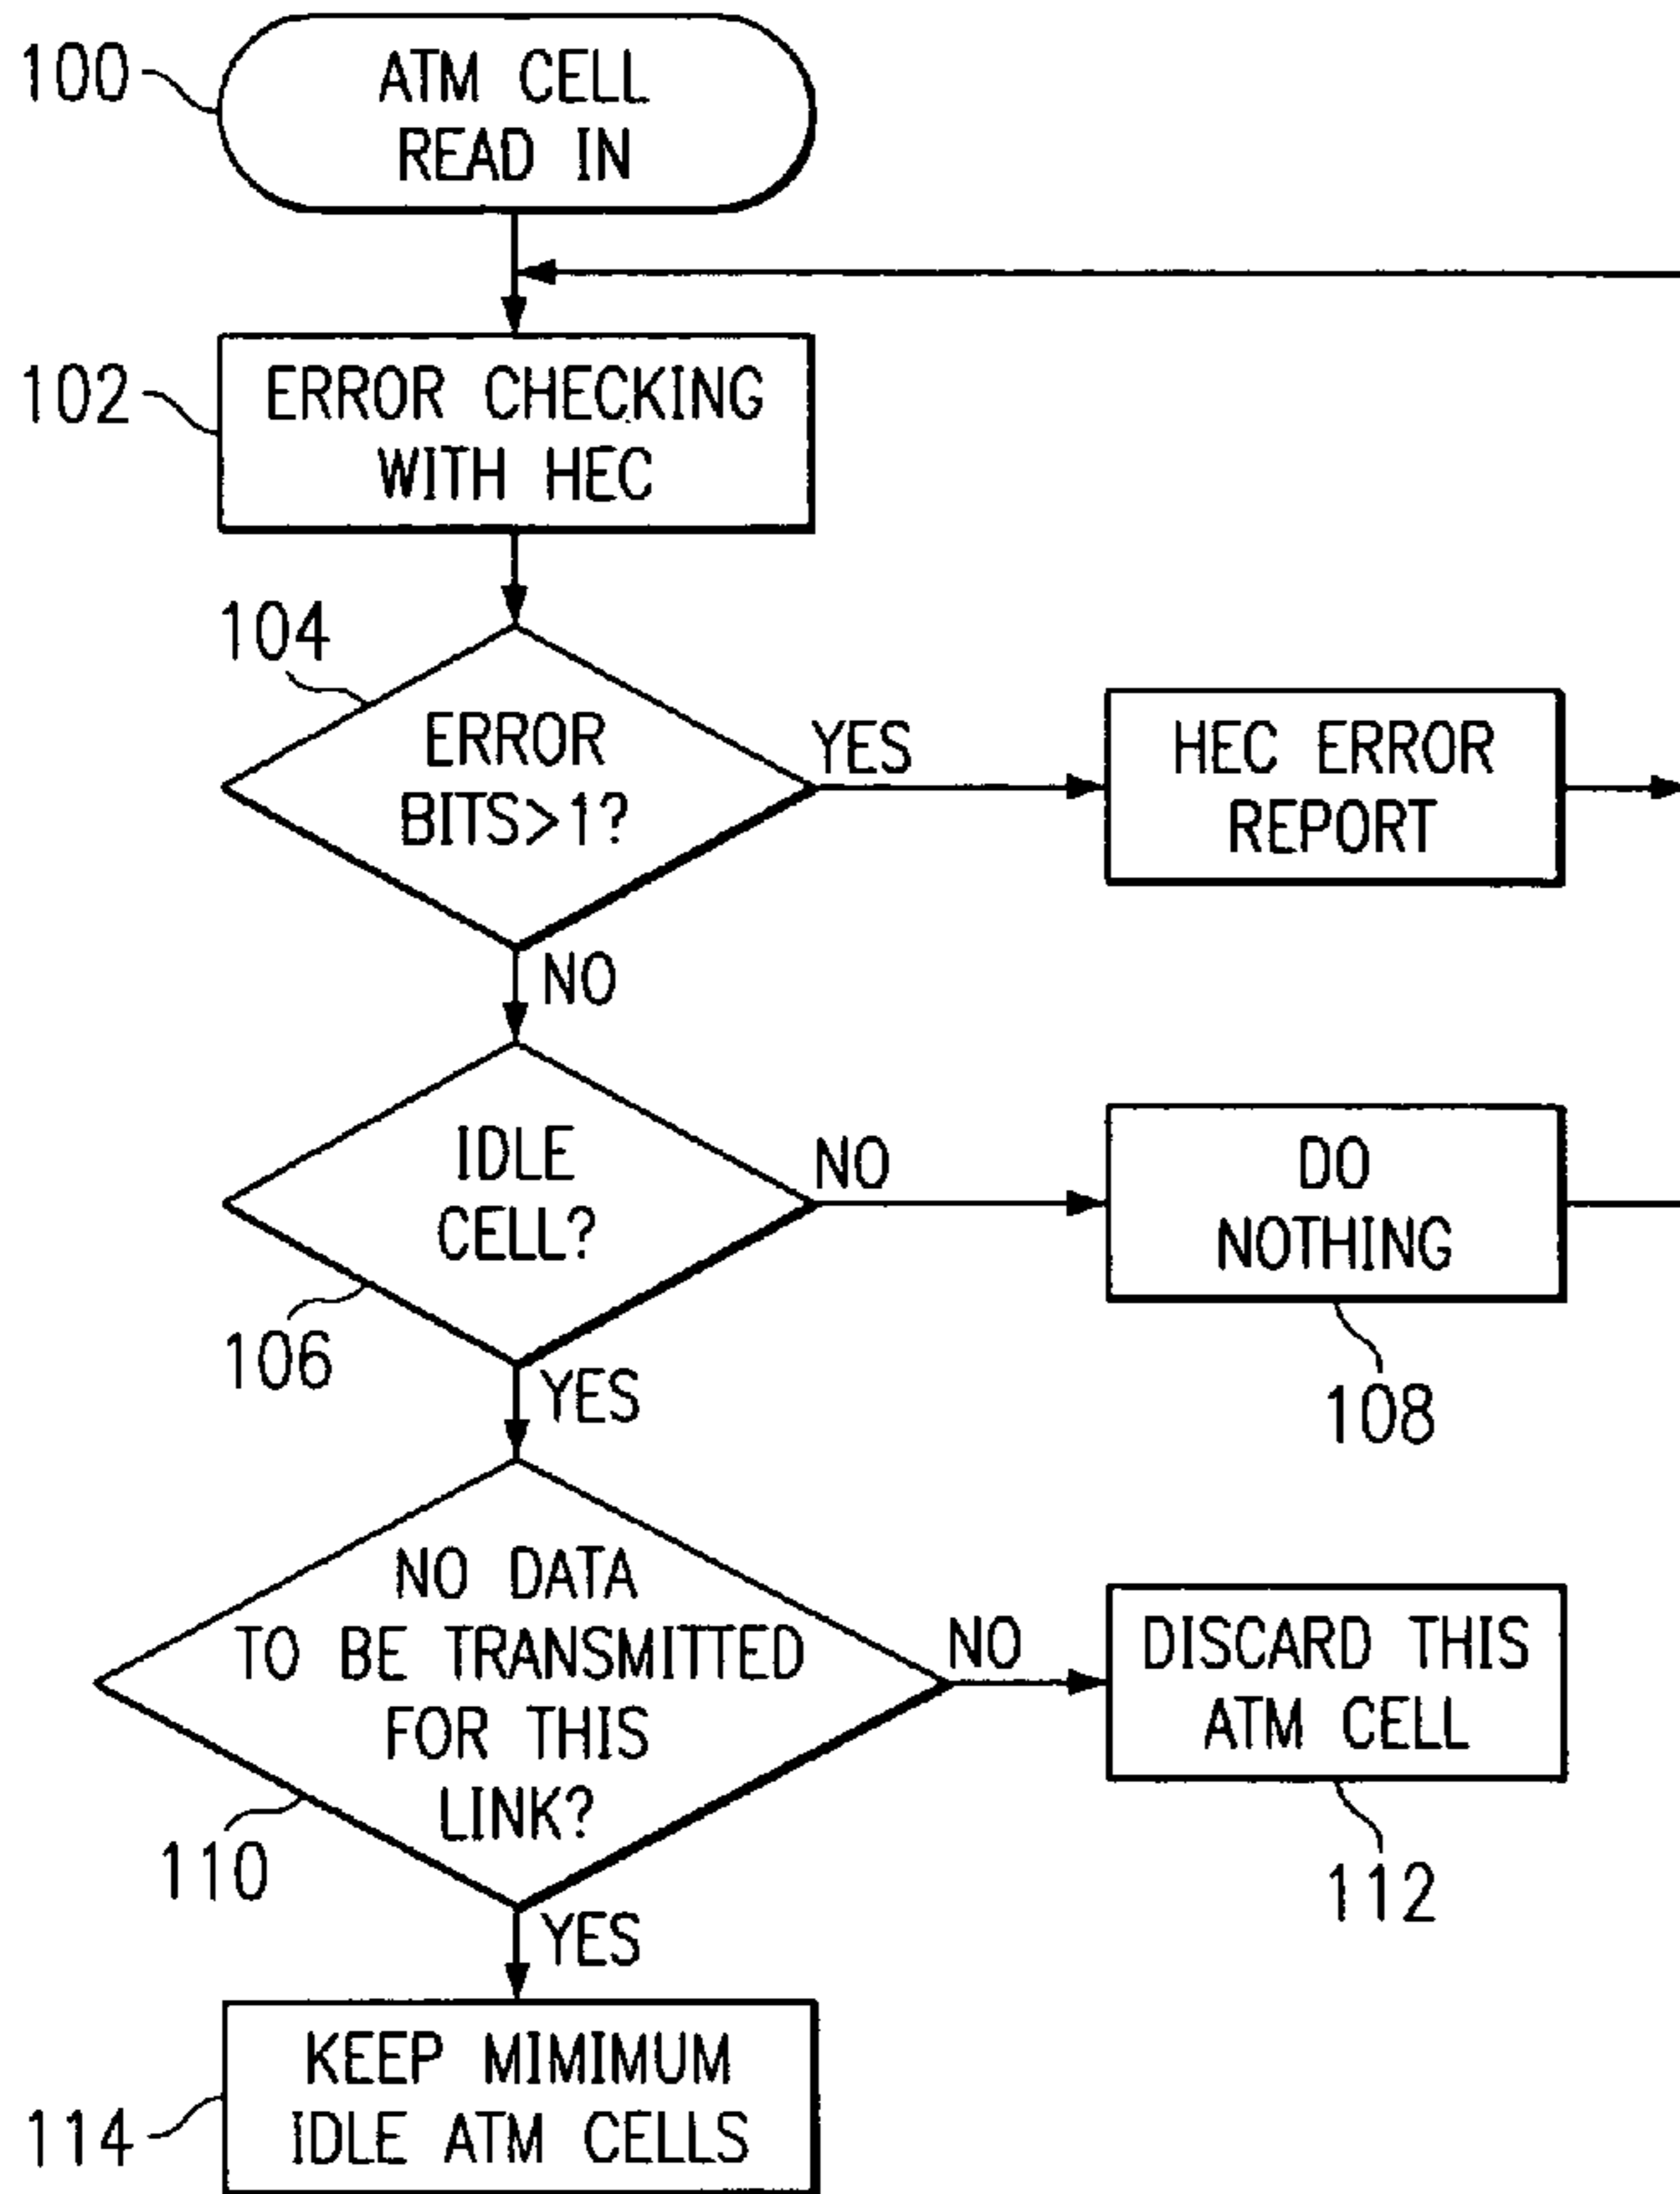 100
ATM CELL
READ IN
102
ERROR CHECKING
WITH HEC
104
ERROR
BITS>1?
YES
HEC ERROR
REPORT
NO
IDLE
CELL?
NO
DO
NOTHING
106
YES
108
NO DATA
TO BE TRANSMITTED
FOR THIS
LINK?
NO
DISCARD THIS
ATM CELL
110
112
YES
KEEP MIMIMUM
IDLE ATM CELLS
114